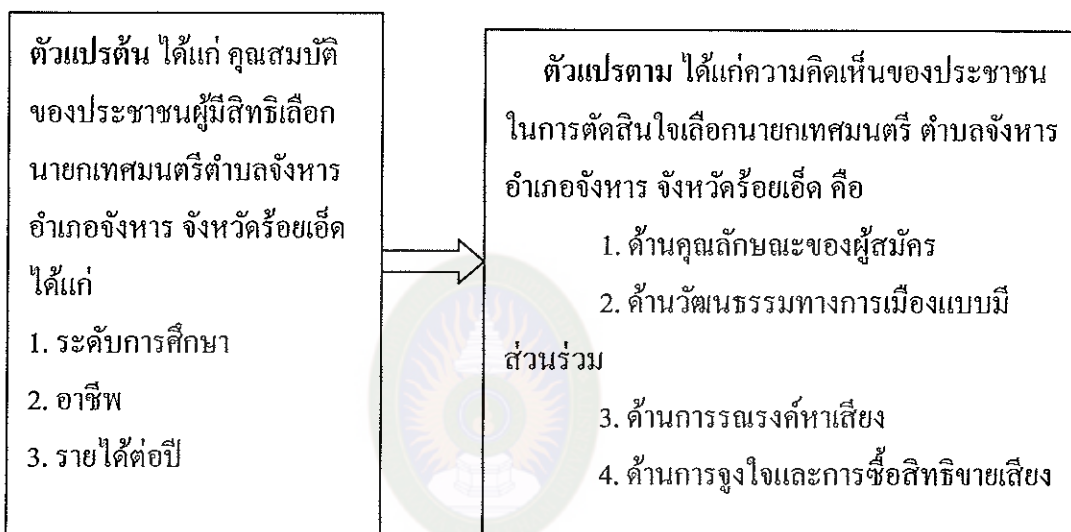 ตัวแปรต้น ได้แก่ คุณสมบัติ
ของประชาชนผู้มีสิทธิเลือก
นายกเทศมนตรีตำบลจังหาร
อำเภอจังหาร จังหวัดร้อยเอ็ด
ได้แก่
1. ระดับการศึกษา
2. อาชีพ
3. รายได้ต่อปี
ตัวแปรตาม ได้แก่ความคิดเห็นของประชาชน
ในการตัดสินใจเลือกนายกเทศมนตรี ตำบลจังหาร
อำเภอจังหาร จังหวัดร้อยเอ็ด คือ
1. ด้านคุณลักษณะของผู้สมัคร
2. ด้านวัฒนธรรมทางการเมืองแบบมี
ส่วนร่วม
3. ด้านการรณรงค์หาเสียง
4. ด้านการจูงใจและการซื้อสิทธิขายเสียง